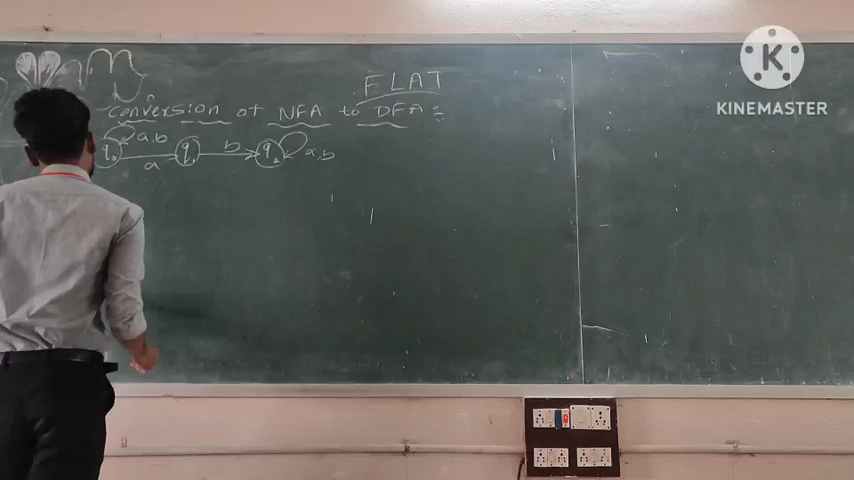 FLAT
Conversion of NFA to DFA :-
a,b b a,b
q0 q1 q2
a
K
KINEMASTER